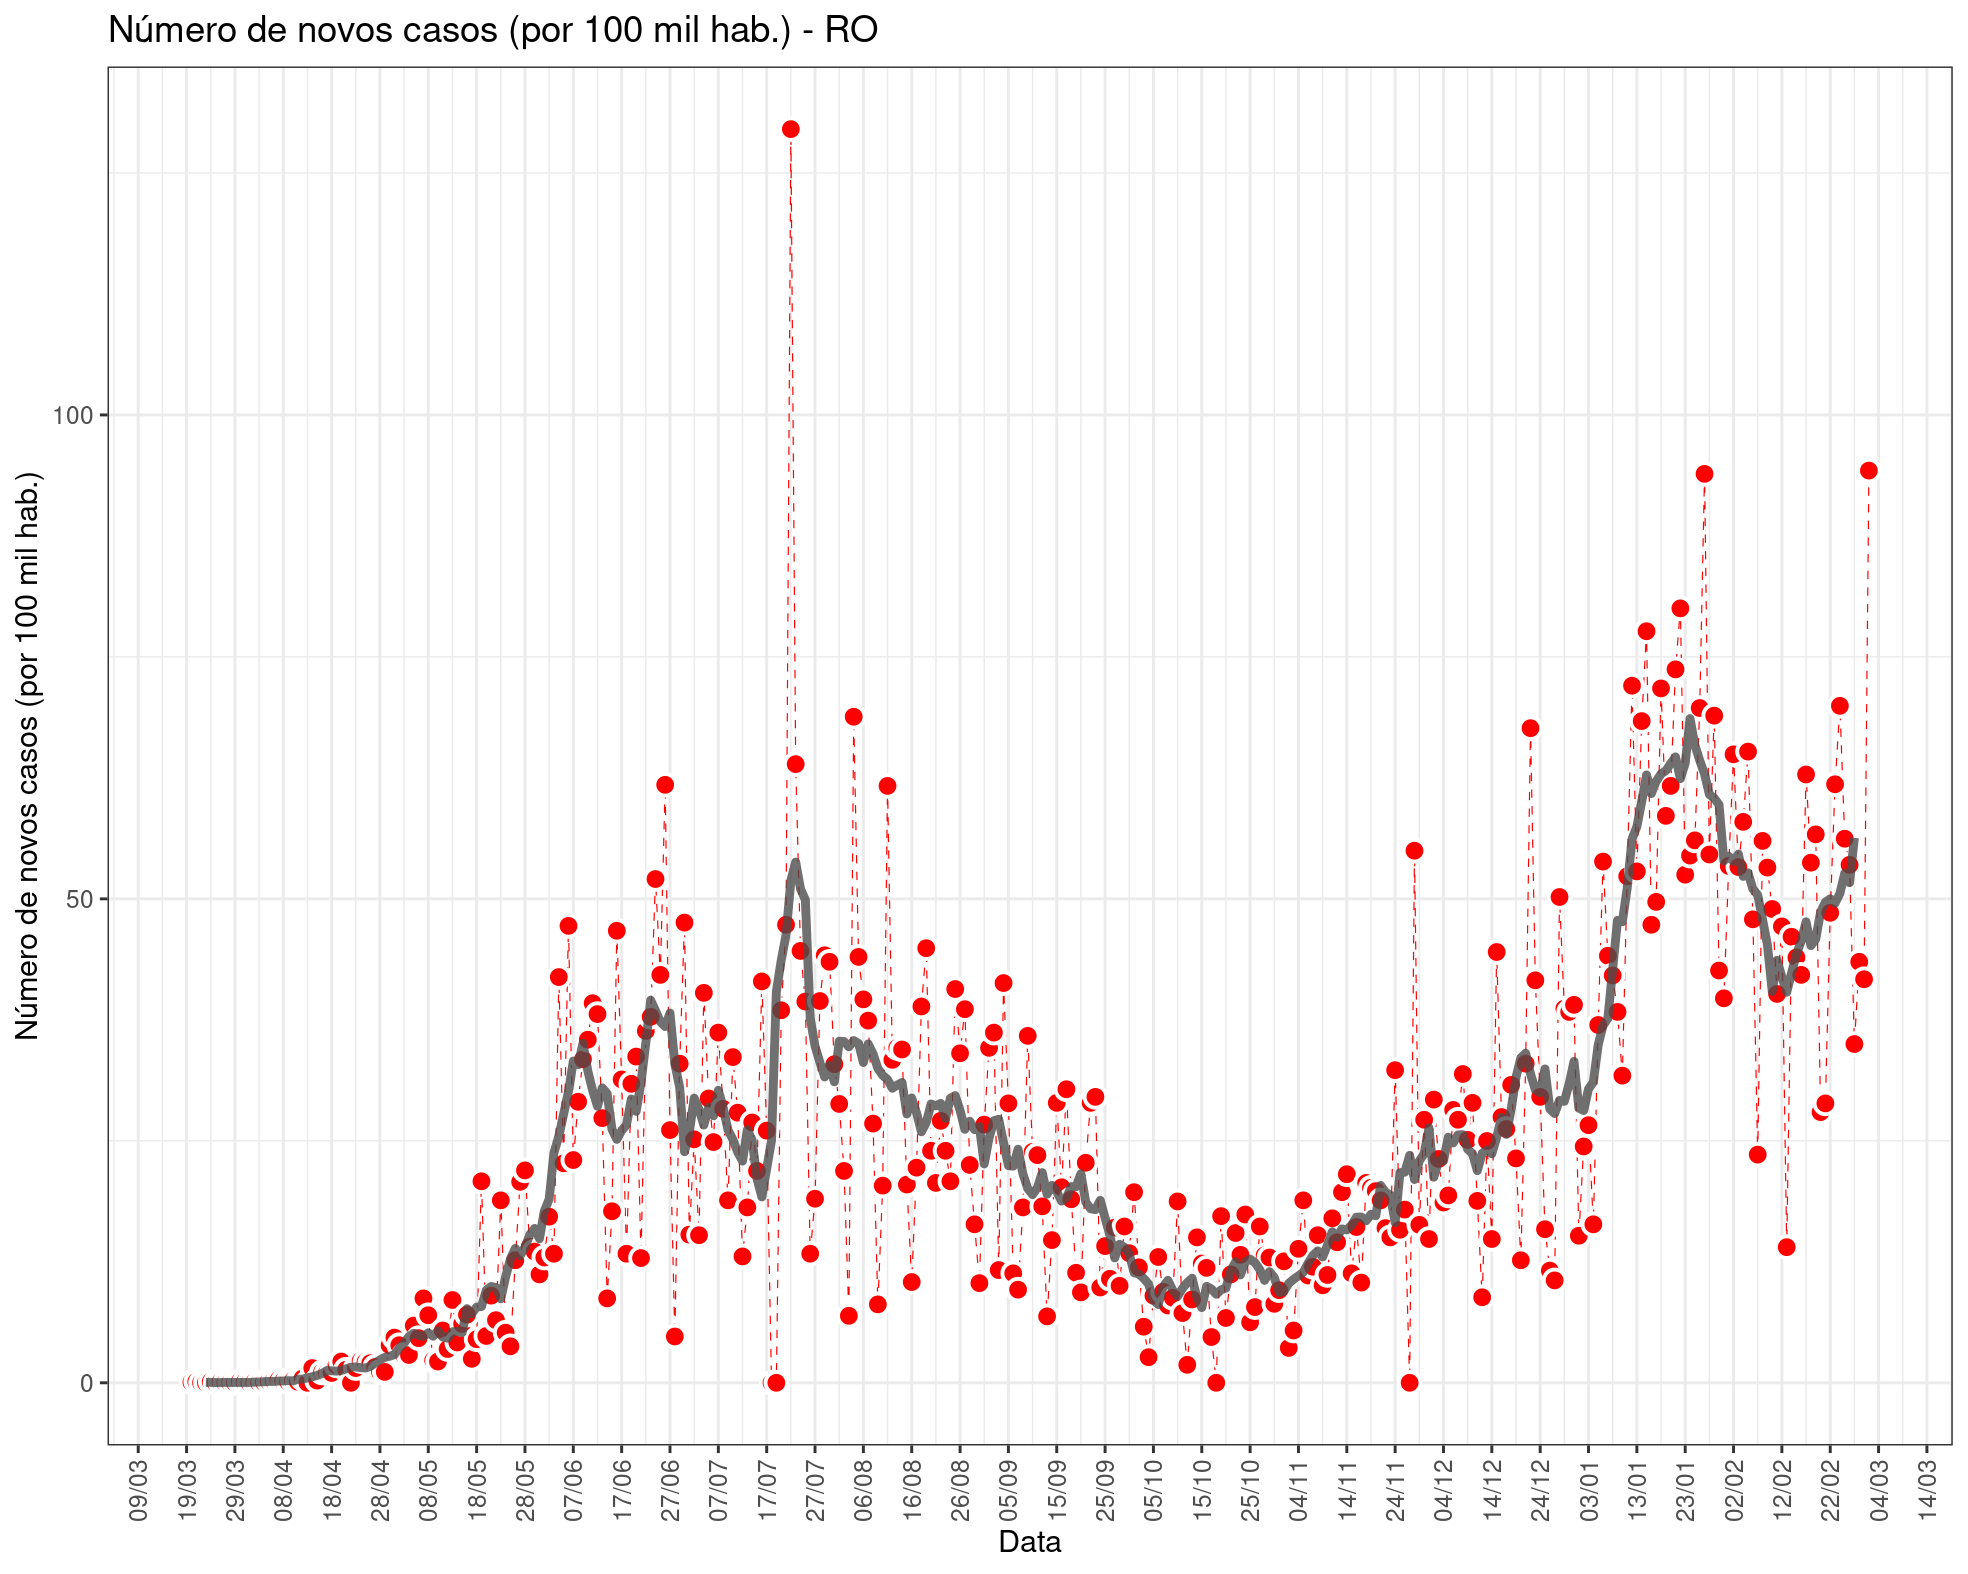 Número de novos casos (por 100 mil hab.) - RO
Número de novos casos (por 100 mil hab.)
100
50
0
09/03 19/03 29/03 08/04 18/04 28/04 08/05 18/05 28/05 07/06 17/06 27/06 07/07 17/07 27/07 06/08 16/08 26/08 05/09 15/09 25/09 05/10 15/10 25/10 04/11 14/11 24/11 04/12 14/12 24/12 03/01 13/01 23/01 02/02 12/02 22/02 04/03 14/03
Data